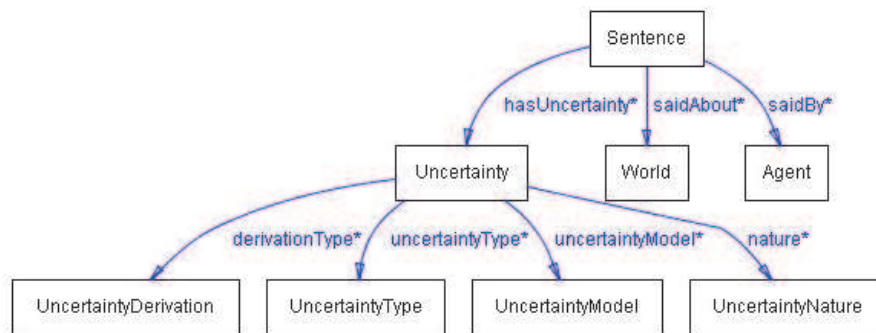 Sentence
hasUncertainty* saidAbout* saidBy*
Uncertainty World Agent
derivationType* uncertaintyType* uncertaintyModel* nature*
UncertaintyDerivation UncertaintyType UncertaintyModel UncertaintyNature